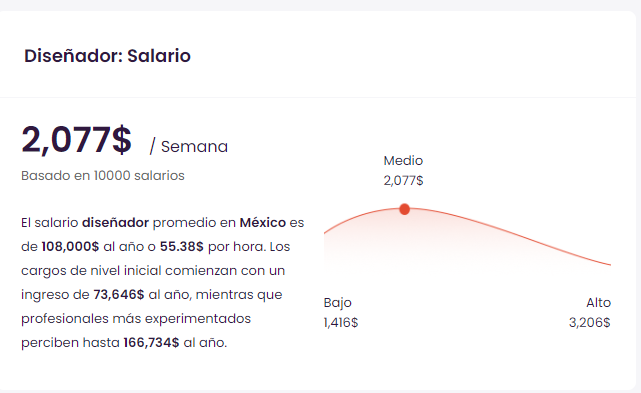 Diseñador: Salario
2,077$ / Semana
Basado en 10000 salarios
El salario diseñador promedio en México es
de 108,000$ al año o 55.38$ por hora. Los
cargos de nivel inicial comienzan con un
ingreso de 73,646$ al año, mientras que
profesionales más experimentados
perciben hasta 166,734$ al año.
Medio
2,077$
Bajo
1,416$
Alto
3,206$